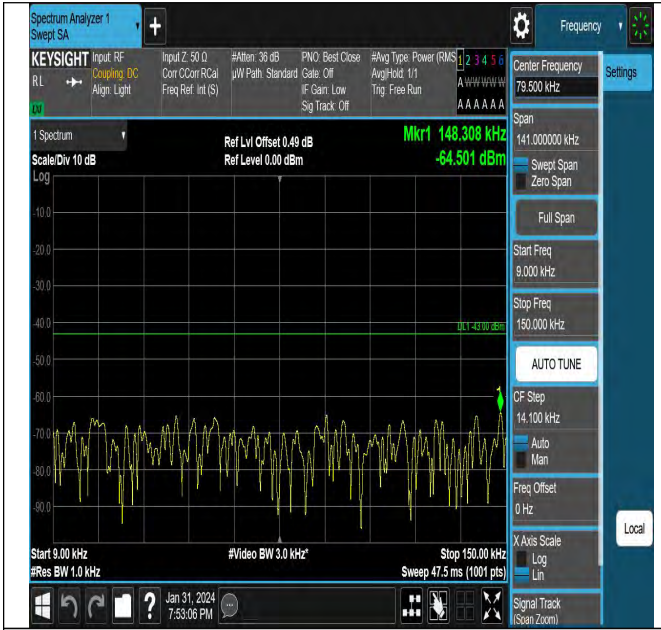 Spectrum Analyzer 1
Swept SA
+
Frequency
KEYSIGHT
RL
Input: RF
Coupling: DC
Align: Light
Input Z: 50 Ω
Corr CCorr RCal
Freq Ref: Int (S)
#Atten: 36 dB
µW Path: Standard
PNO: Best Close
Gate: Off
IF Gain: Low
Sig Track: Off
#Avg Type: Power (RMS
Avg|Hold: 1/1
Trig: Free Run
1 2 3 4 5 6
A W W W W W
A A A A A A
Center Frequency
79.500 kHz
Settings
1 Spectrum
Scale/Div 10 dB
Log
Ref Lvl Offset 0.49 dB
Ref Level 0.00 dBm
Mkr1 148.308 kHz
-64.501 dBm
Span
141.000000 kHz
Swept Span
Zero Span
Full Span
Start Freq
9.000 kHz
Stop Freq
150.000 kHz
AUTO TUNE
CF Step
14.100 kHz
Auto
Man
Freq Offset
0 Hz
X Axis Scale
Log
Lin
Signal Track
(Span Zoom)
Local
-10.0
-20.0
-30.0
-40.0
-50.0
-60.0
-70.0
-80.0
-90.0
DL1 -43.00 dBm
1
Start 9.00 kHz
#Res BW 1.0 kHz
#Video BW 3.0 kHz*
Stop 150.00 kHz
Sweep 47.5 ms (1001 pts)
?
Jan 31, 2024
7:53:06 PM